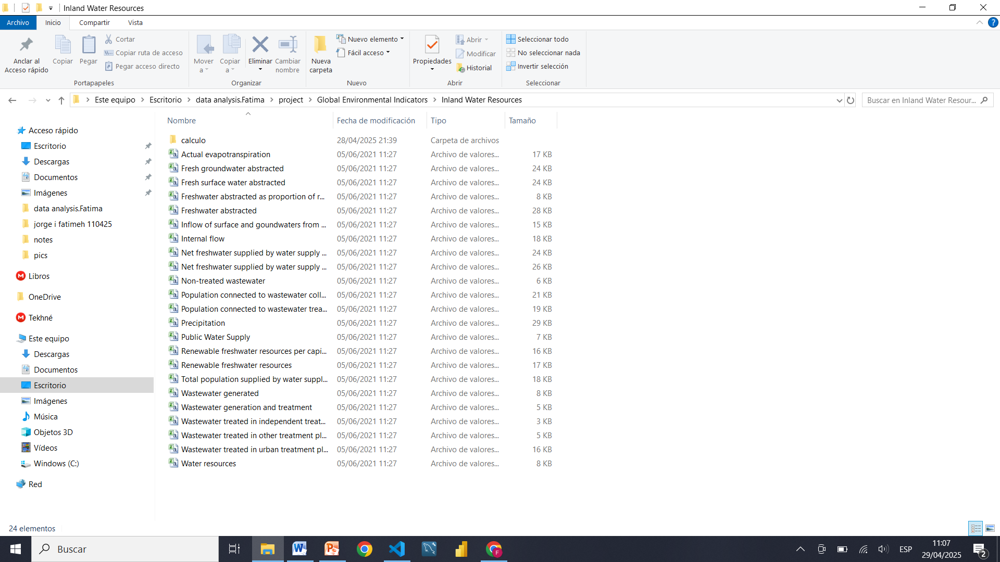 Inland Water Resources
Archivo
Inicio
Compartir
Vista
Anclar al
Acceso rápido
Copiar
Pegar
Cortar
Copiar ruta de acceso
Pegar acceso directo
Portapapeles
Mover
a
Copiar
a
Eliminar
Cambiar
nombre
Organizar
Nueva
carpeta
Nuevo elemento
Fácil acceso
Nuevo
Propiedades
Abrir
Modificar
Historial
Abrir
Seleccionar todo
No seleccionar nada
Invertir selección
Seleccionar
Este equipo > Escritorio > data analysis.Fatima > project > Global Environmental Indicators > Inland Water Resources
Buscar en Inland Water Resour...
Acceso rápido
Escritorio
Descargas
Documentos
Imágenes
data analysis.Fatima
jorge i fatimeh 110425
notes
pics
Libros
OneDrive
Tekhné
Este equipo
Descargas
Documentos
Escritorio
Imágenes
Música
Objetos 3D
Vídeos
Windows (C:)
Red
Nombre Fecha de modificación Tipo Tamaño
calculo 28/04/2025 21:39 Carpeta de archivos
Actual evapotranspiration 05/06/2021 11:27 Archivo de valores... 17 KB
Fresh groundwater abstracted 05/06/2021 11:27 Archivo de valores... 24 KB
Fresh surface water abstracted 05/06/2021 11:27 Archivo de valores... 24 KB
Freshwater abstracted as proportion of r... 05/06/2021 11:27 Archivo de valores... 8 KB
Freshwater abstracted 05/06/2021 11:27 Archivo de valores... 28 KB
Inflow of surface and goundwaters from ... 05/06/2021 11:27 Archivo de valores... 15 KB
Internal flow 05/06/2021 11:27 Archivo de valores... 18 KB
Net freshwater supplied by water supply ... 05/06/2021 11:27 Archivo de valores... 24 KB
Net freshwater supplied by water supply ... 05/06/2021 11:27 Archivo de valores... 26 KB
Non-treated wastewater 05/06/2021 11:27 Archivo de valores... 6 KB
Population connected to wastewater coll... 05/06/2021 11:27 Archivo de valores... 21 KB
Population connected to wastewater trea... 05/06/2021 11:27 Archivo de valores... 19 KB
Precipitation 05/06/2021 11:27 Archivo de valores... 29 KB
Public Water Supply 05/06/2021 11:27 Archivo de valores... 7 KB
Renewable freshwater resources per capi... 05/06/2021 11:27 Archivo de valores... 16 KB
Renewable freshwater resources 05/06/2021 11:27 Archivo de valores... 17 KB
Total population supplied by water suppl... 05/06/2021 11:27 Archivo de valores... 18 KB
Wastewater generated 05/06/2021 11:27 Archivo de valores... 8 KB
Wastewater generation and treatment 05/06/2021 11:27 Archivo de valores... 5 KB
Wastewater treated in independent treat... 05/06/2021 11:27 Archivo de valores... 3 KB
Wastewater treated in other treatment pl... 05/06/2021 11:27 Archivo de valores... 5 KB
Wastewater treated in urban treatment pl... 05/06/2021 11:27 Archivo de valores... 16 KB
Water resources 05/06/2021 11:27 Archivo de valores... 8 KB
24 elementos
Buscar
ESP
11:07
29/04/2025
2